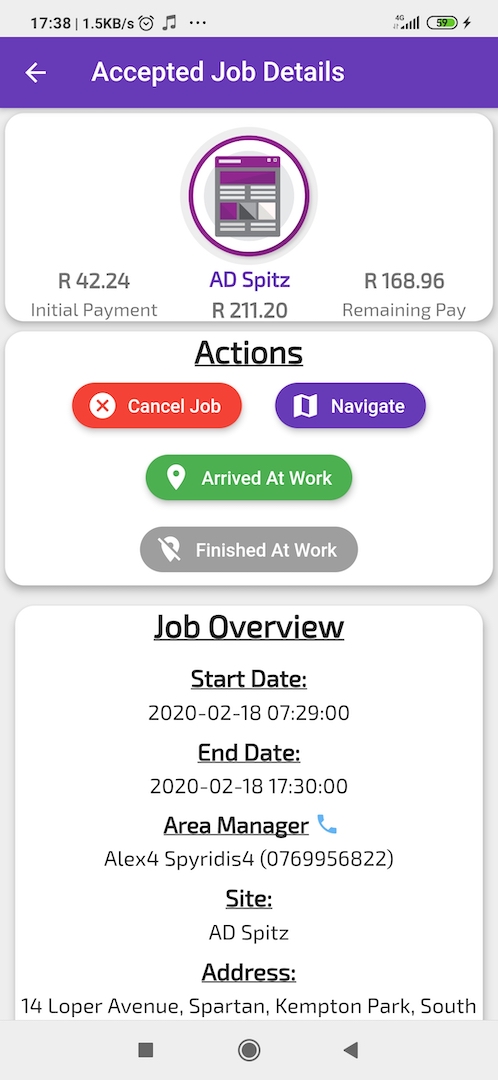 17:38 | 1.5KB/s
4G
59
Accepted Job Details
R 42.24
AD Spitz
R 168.96
Initial Payment
R 211.20
Remaining Pay
Actions
Cancel Job
Navigate
Arrived At Work
Finished At Work
Job Overview
Start Date:
2020-02-18 07:29:00
End Date:
2020-02-18 17:30:00
Area Manager
Alex4 Spyridis4 (0769956822)
Site:
AD Spitz
Address:
14 Loper Avenue, Spartan, Kempton Park, South